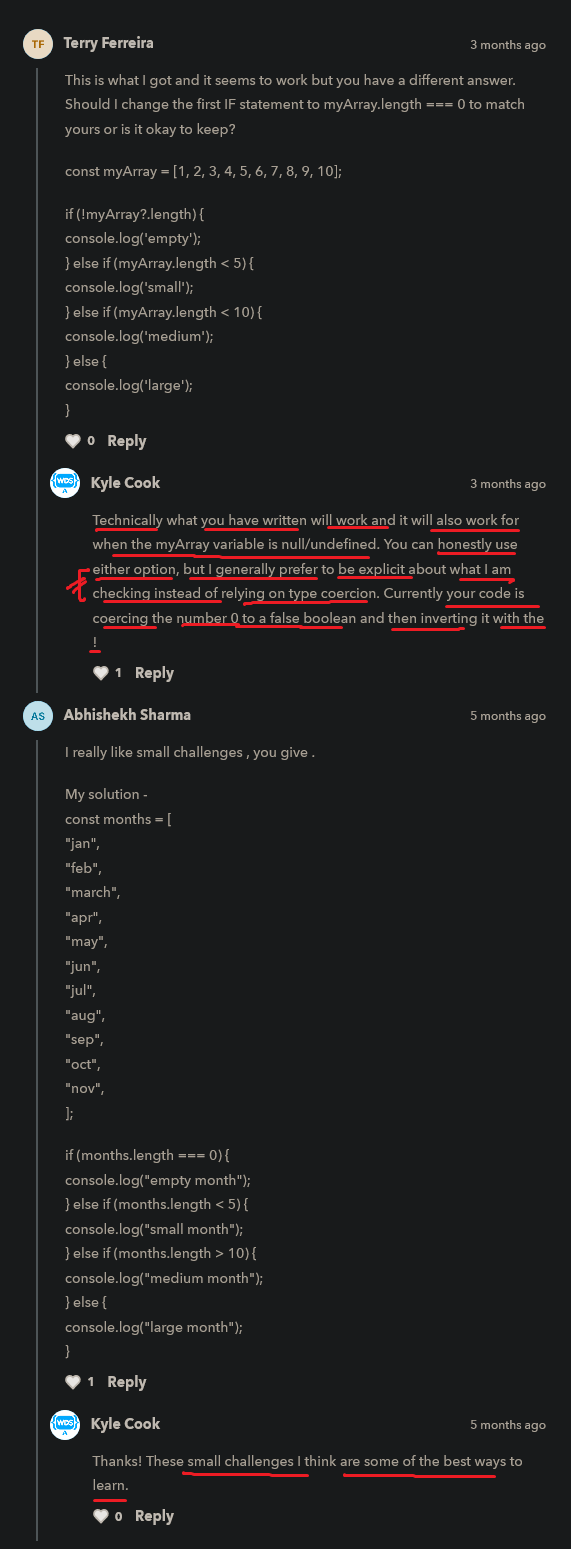 TF Terry Ferreira 3 months ago
This is what I got and it seems to work but you have a different answer.
Should I change the first IF statement to myArray.length === 0 to match
yours or is it okay to keep?
const myArray = [1, 2, 3, 4, 5, 6, 7, 8, 9, 10];
if (!myArray?.length) {
console.log('empty');
} else if (myArray.length < 5) {
console.log('small');
} else if (myArray.length < 10) {
console.log('medium');
} else {
console.log('large');
}
0 Reply
WDS Kyle Cook 3 months ago
Technically what you have written will work and it will also work for
when the myArray variable is null/undefined. You can honestly use
either option, but I generally prefer to be explicit about what I am
checking instead of relying on type coercion. Currently your code is
coercing the number 0 to a false boolean and then inverting it with the
!
1 Reply
AS Abhishekh Sharma 5 months ago
I really like small challenges , you give .
My solution -
const months = [
"jan",
"feb",
"march",
"apr",
"may",
"jun",
"jul",
"aug",
"sep",
"oct",
"nov",
];
if (months.length === 0) {
console.log("empty month");
} else if (months.length < 5) {
console.log("small month");
} else if (months.length > 10) {
console.log("medium month");
} else {
console.log("large month");
}
1 Reply
WDS Kyle Cook 5 months ago
Thanks! These small challenges I think are some of the best ways to
learn.
0 Reply